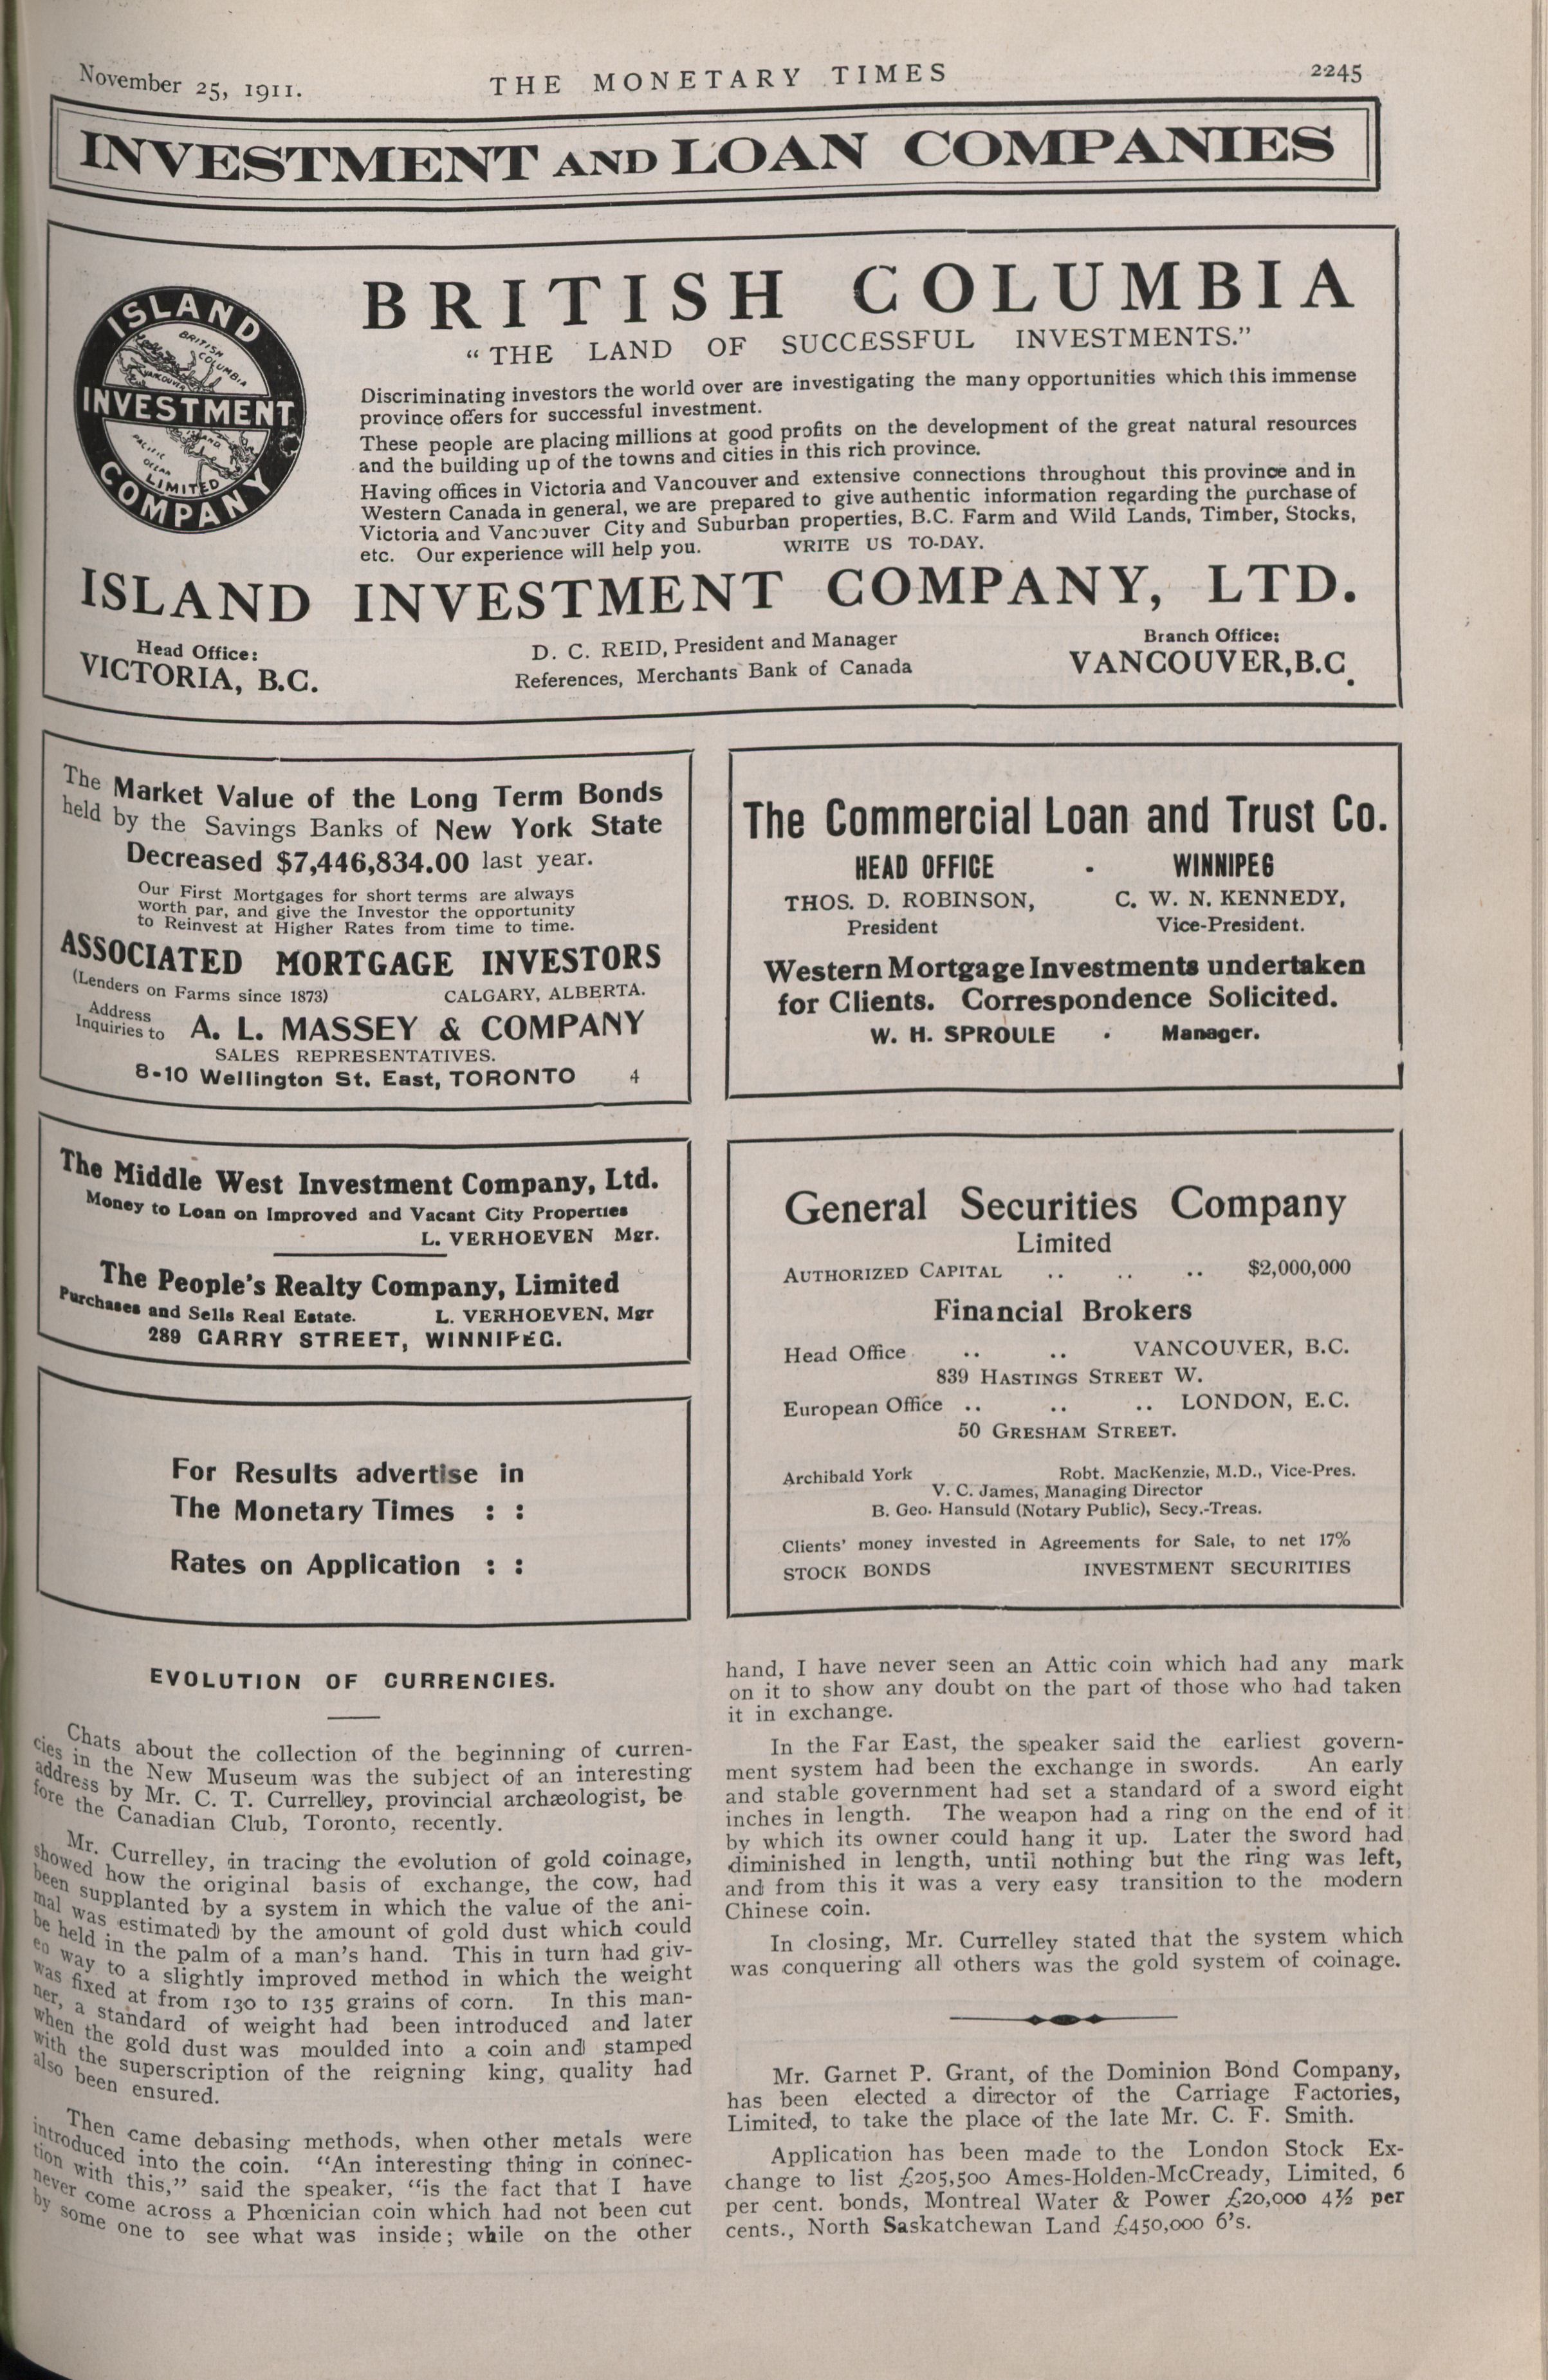 November 25, 1911.
THE MONETARY TIMES
2245
INVESTMENT AND LOAN COMPANIES
ISLAND
BRITISH
COLUMBIA
VANCOUVER
INVESTMENT
ISLAND
PACIFIC
OCEAN
LIMITED
COMPANY
BRITISH COLUMBIA
“THE LAND OF SUCCESSFUL INVESTMENTS.”
Discriminating investors the world over are investigating the many opportunities which this immense
province offers for successful investment.
These people are placing millions at good profits on the development of the great natural resources
and the building up of the towns and cities in this rich province.
Having offices in Victoria and Vancouver and extensive connections throughout this province and in
Western Canada in general, we are prepared to give authentic information regarding the purchase of
Victoria and Vancouver City and Suburban properties, B.C. Farm and Wild Lands, Timber, Stocks,
etc. Our experience will help you. WRITE US TO-DAY.
ISLAND INVESTMENT COMPANY, LTD.
Head Office:
VICTORIA, B.C.
D. C. REID, President and Manager
References, Merchants Bank of Canada
Branch Office:
VANCOUVER, B.C.
The Market Value of the Long Term Bonds
held by the Savings Banks of New York State
Decreased $7,446,834.00 last year.
Our First Mortgages for short terms are always
worth par, and give the Investor the opportunity
to Reinvest at Higher Rates from time to time.
ASSOCIATED MORTGAGE INVESTORS
(Lenders on Farms since 1873) CALGARY, ALBERTA.
Address
Inquiries to A. L. MASSEY & COMPANY
SALES REPRESENTATIVES.
8-10 Wellington St. East, TORONTO 4
The Commercial Loan and Trust Co.
HEAD OFFICE - WINNIPEG
THOS. D. ROBINSON, C. W. N. KENNEDY,
President Vice-President.
Western Mortgage Investments undertaken
for Clients. Correspondence Solicited.
W. H. SPROULE · Manager.
The Middle West Investment Company, Ltd.
Money to Loan on Improved and Vacant City Properties
L. VERHOEVEN Mgr.
The People's Realty Company, Limited
Purchases and Sells Real Estate. L. VERHOEVEN, Mgr
289 GARRY STREET, WINNIPEG.
For Results advertise in
The Monetary Times : :
Rates on Application : :
General Securities Company
Limited
AUTHORIZED CAPITAL .. .. .. $2,000,000
Financial Brokers
Head Office .. .. VANCOUVER, B.C.
839 HASTINGS STREET W.
European Office .. .. .. LONDON, E.C.
50 GRESHAM STREET.
Archibald York Robt. MacKenzie, M.D., Vice-Pres.
V. C. James, Managing Director
B. Geo. Hansuld (Notary Public), Secy.-Treas.
Clients' money invested in Agreements for Sale, to net 17%
STOCK BONDS INVESTMENT SECURITIES
EVOLUTION OF CURRENCIES.
Chats about the collection of the beginning of curren-
cies in the New Museum was the subject of an interesting
address by Mr. C. T. Currelley, provincial archæologist, be
fore the Canadian Club, Toronto, recently.
Mr. Currelley, in tracing the evolution of gold coinage,
showed how the original basis of exchange, the cow, had
been supplanted by a system in which the value of the ani-
mal was estimated by the amount of gold dust which could
be held in the palm of a man's hand. This in turn had giv-
en way to a slightly improved method in which the weight
was fixed at from 130 to 135 grains of corn. In this man-
ner, a standard of weight had been introduced and later
when the gold dust was moulded into a coin and stamped
with the superscription of the reigning king, quality had
also been ensured.
Then came debasing methods, when other metals were
introduced into the coin. “An interesting thing in connec-
tion with this,” said the speaker, “is the fact that I have
never come across a Phœnician coin which had not been cut
by some one to see what was inside; while on the other
hand, I have never seen an Attic coin which had any mark
on it to show any doubt on the part of those who had taken
it in exchange.
In the Far East, the speaker said the earliest govern-
ment system had been the exchange in swords. An early
and stable government had set a standard of a sword eight
inches in length. The weapon had a ring on the end of it
by which its owner could hang it up. Later the sword had
diminished in length, until nothing but the ring was left,
and from this it was a very easy transition to the modern
Chinese coin.
In closing, Mr. Currelley stated that the system which
was conquering all others was the gold system of coinage.
Mr. Garnet P. Grant, of the Dominion Bond Company,
has been elected a director of the Carriage Factories,
Limited, to take the place of the late Mr. C. F. Smith.
Application has been made to the London Stock Ex-
change to list £205,500 Ames-Holden-McCready, Limited, 6
per cent. bonds, Montreal Water & Power £20,000 4½ per
cents., North Saskatchewan Land £450,000 6's.